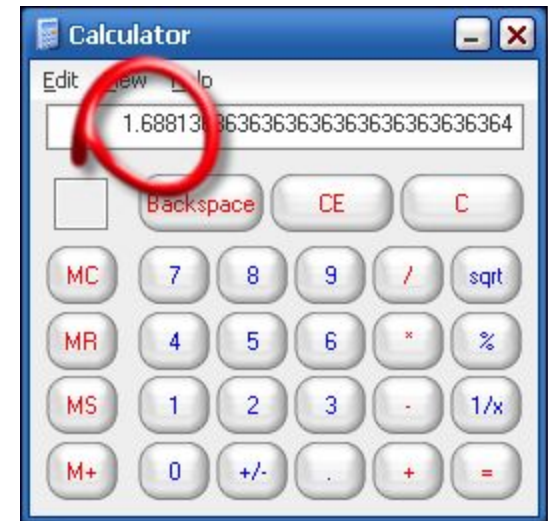 Calculator
Edit
1.6881363636363636363636363636364
Backspace CE C
MC 7 8 9 / sqrt
MR 4 5 6 * %
MS 1 2 3 - 1/x
M+ 0 +/- . + =